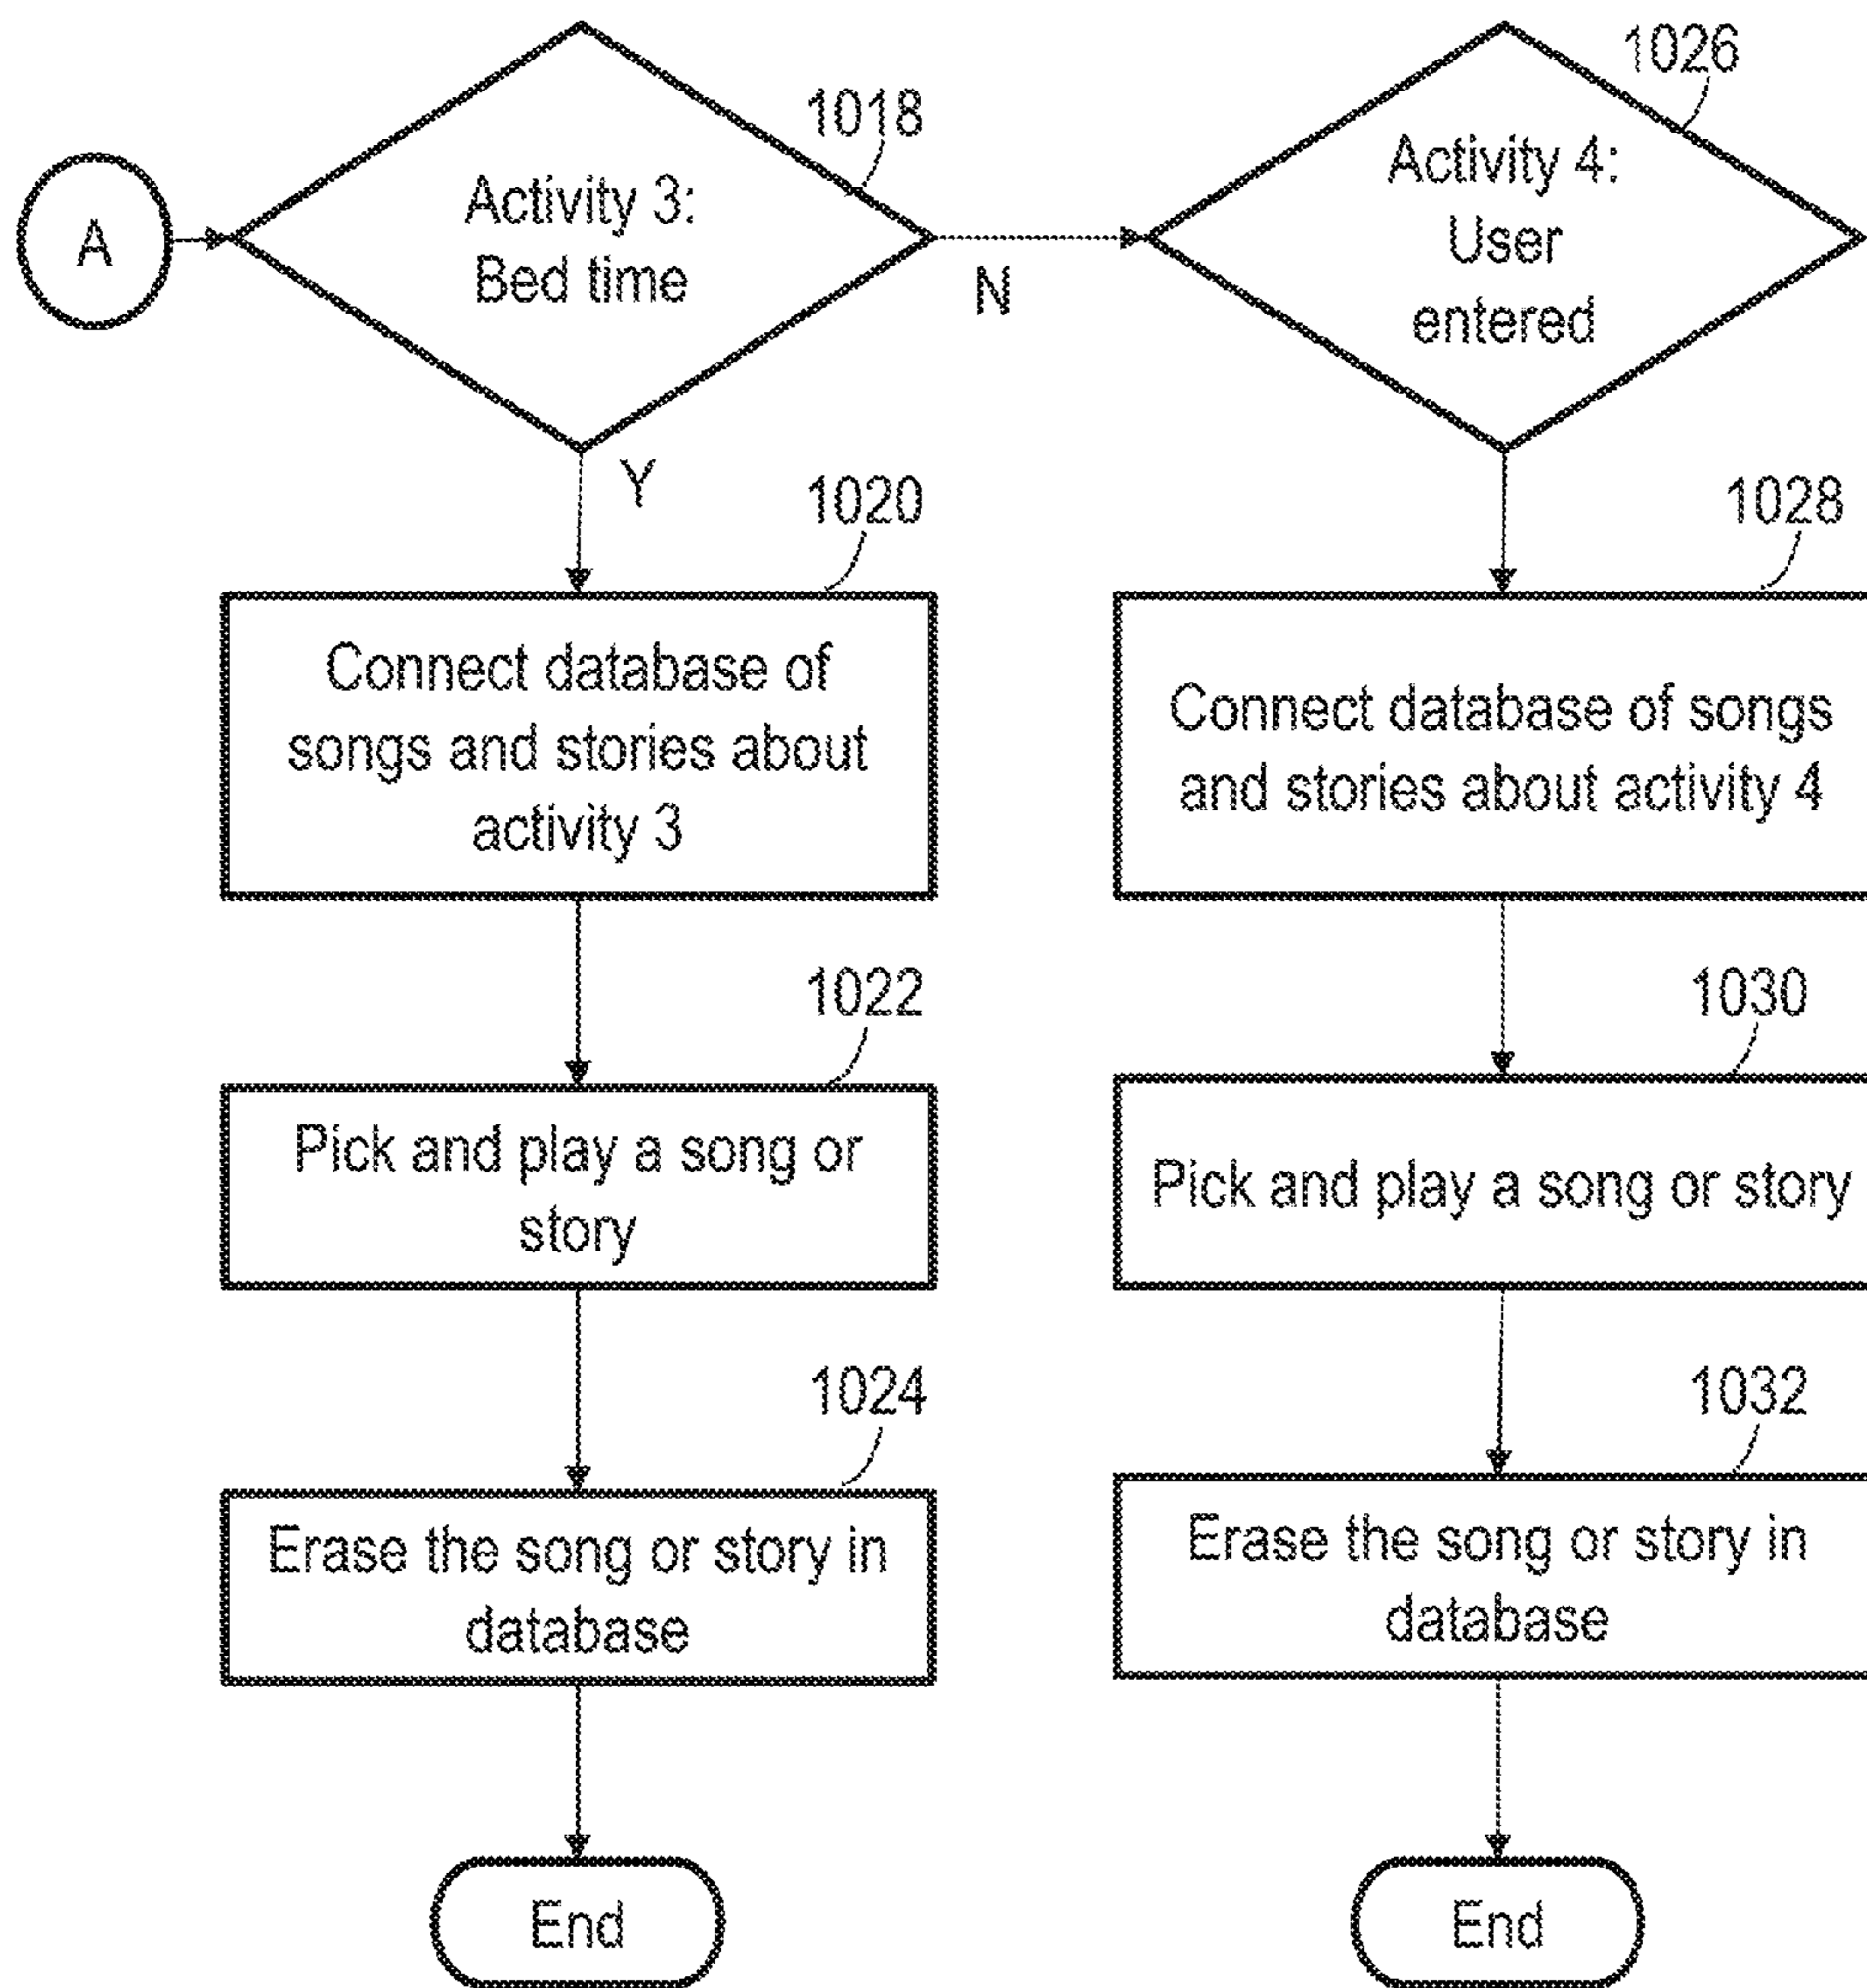 A
1018
Activity 3:
Bed time
N
Y
1026
Activity 4:
User
entered
1020
Connect database of
songs and stories about
activity 3
1028
Connect database of songs
and stories about activity 4
1022
Pick and play a song or
story
1030
Pick and play a song or story
1024
Erase the song or story in
database
1032
Erase the song or story in
database
End
End